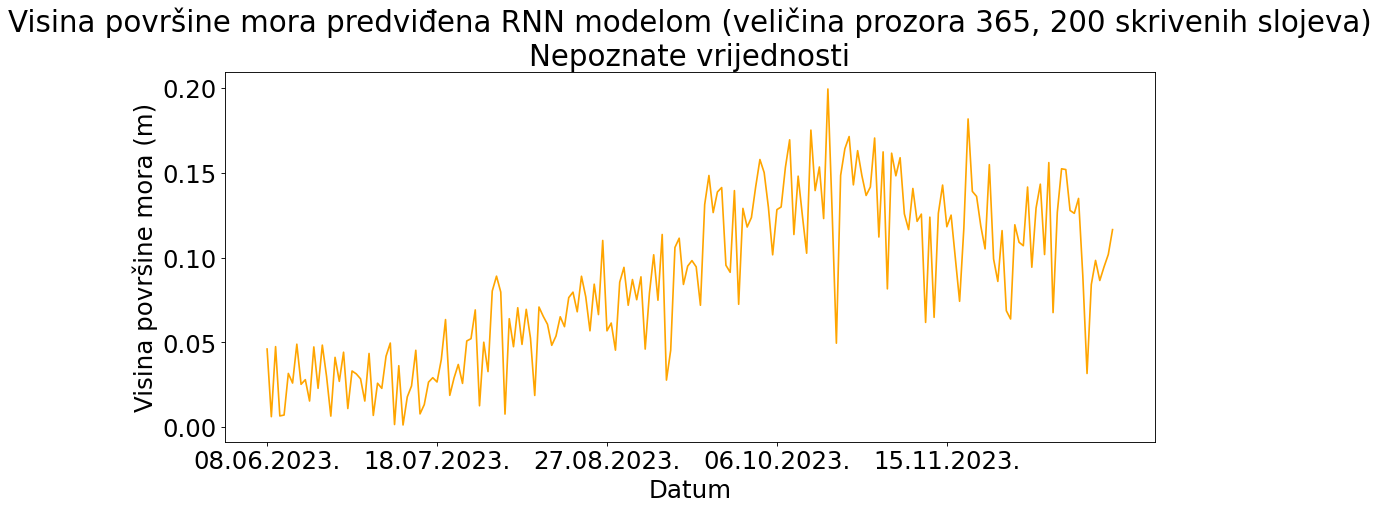 Visina površine mora predviđena RNN modelom (veličina prozora 365, 200 skrivenih slojeva)
Nepoznate vrijednosti
Visina površine mora (m)
0.20
0.15
0.10
0.05
0.00
08.06.2023. 18.07.2023. 27.08.2023. 06.10.2023. 15.11.2023.
Datum